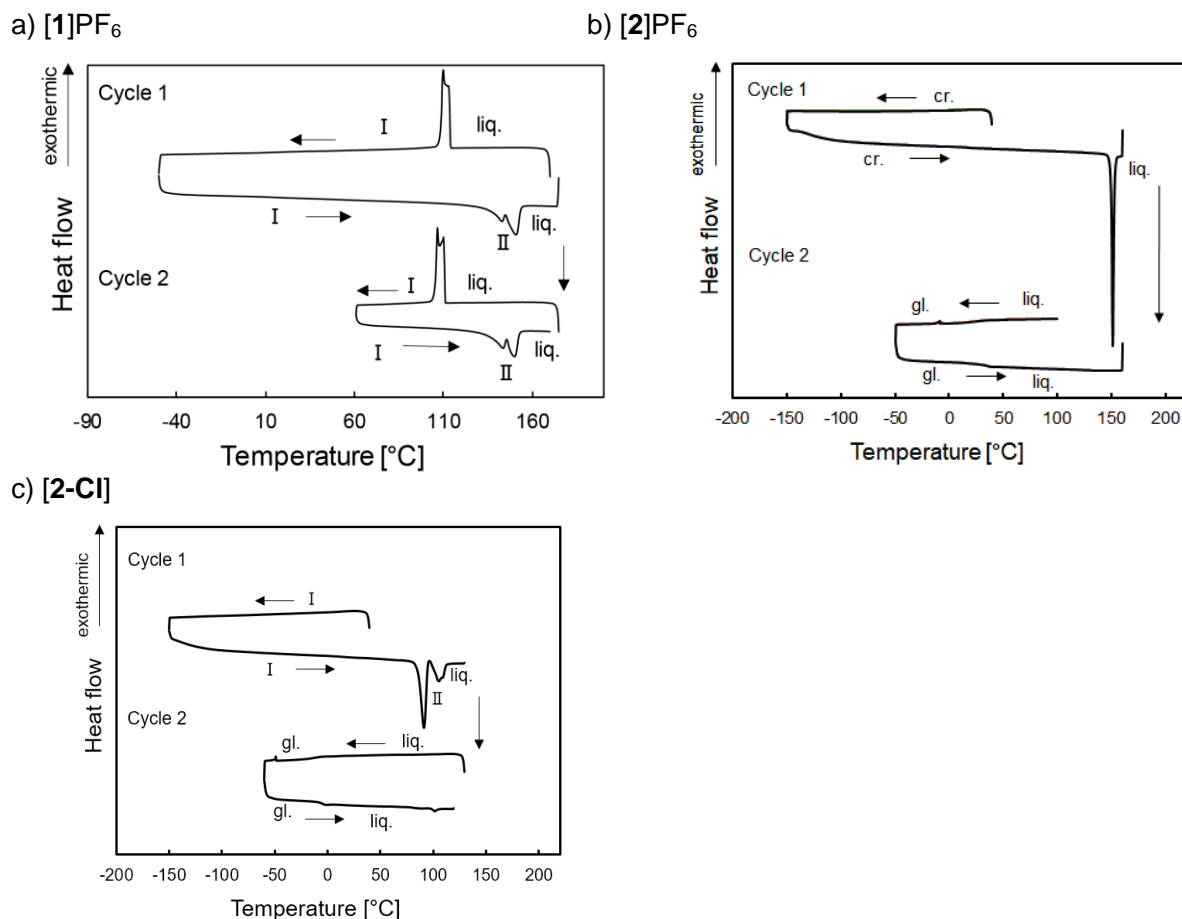 a) [1]PF₆
exothermic
Heat flow
Cycle 1
I
liq.
I
II
liq.
Cycle 2
I
liq.
I
II
liq.
-90 -40 10 60 110 160
Temperature [°C]
b) [2]PF₆
exothermic
Heat flow
Cycle 1
cr.
cr.
liq.
Cycle 2
gl.
liq.
gl.
liq.
-200 -150 -100 -50 0 50 100 150 200
Temperature [°C]
c) [2-Cl]
exothermic
Heat flow
Cycle 1
I
I
II
liq.
Cycle 2
gl.
liq.
gl.
liq.
-200 -150 -100 -50 0 50 100 150 200
Temperature [°C]